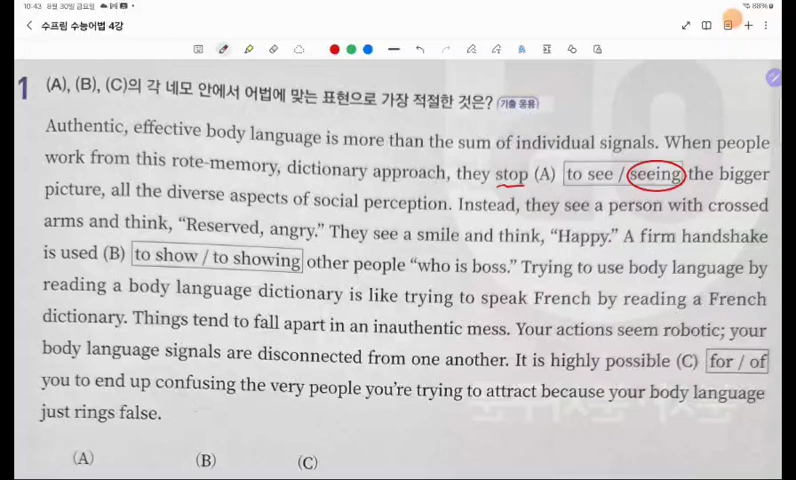 10:43 8월 30일 금요일
88%
수프림 수능어법 4강
1 (A), (B), (C)의 각 네모 안에서 어법에 맞는 표현으로 가장 적절한 것은? (기출 응용)
Authentic, effective body language is more than the sum of individual signals. When people
work from this rote-memory, dictionary approach, they stop (A) to see / seeing the bigger
picture, all the diverse aspects of social perception. Instead, they see a person with crossed
arms and think, “Reserved, angry.” They see a smile and think, “Happy.” A firm handshake
is used (B) to show / to showing other people “who is boss.” Trying to use body language by
reading a body language dictionary is like trying to speak French by reading a French
dictionary. Things tend to fall apart in an inauthentic mess. Your actions seem robotic; your
body language signals are disconnected from one another. It is highly possible (C) for / of
you to end up confusing the very people you’re trying to attract because your body language
just rings false.
(A) (B) (C)